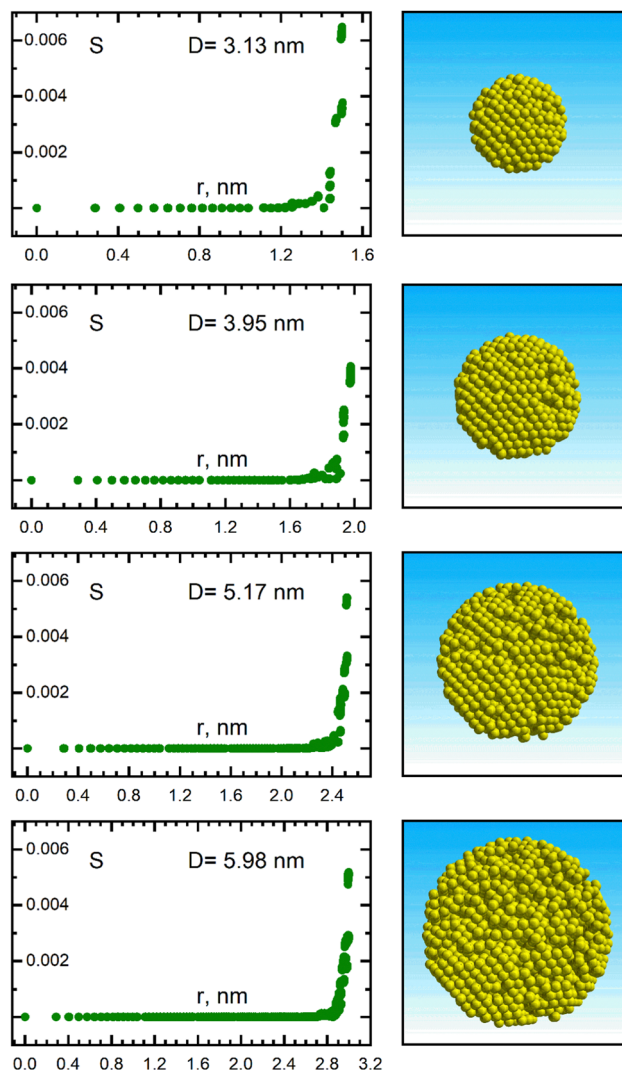 0.006
S D= 3.13 nm
0.004
0.002
r, nm
0.0 0.4 0.8 1.2 1.6
0.006
S D= 3.95 nm
0.004
0.002
r, nm
0.0 0.4 0.8 1.2 1.6 2.0
0.006
S D= 5.17 nm
0.004
0.002
r, nm
0.0 0.4 0.8 1.2 1.6 2.0 2.4
0.006
S D= 5.98 nm
0.004
0.002
r, nm
0.0 0.4 0.8 1.2 1.6 2.0 2.4 2.8 3.2